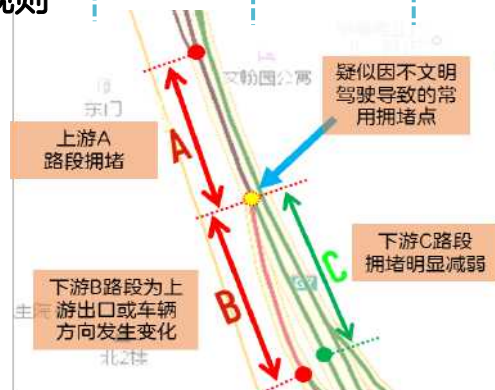 规则
文翰园公寓
东门
疑似因不文明
驾驶导致的常
用拥堵点
上游A
路段拥堵
A
下游C路段
拥堵明显减弱
C
G7
下游B路段为上
游出口或车辆
方向发生变化
B
北2楼